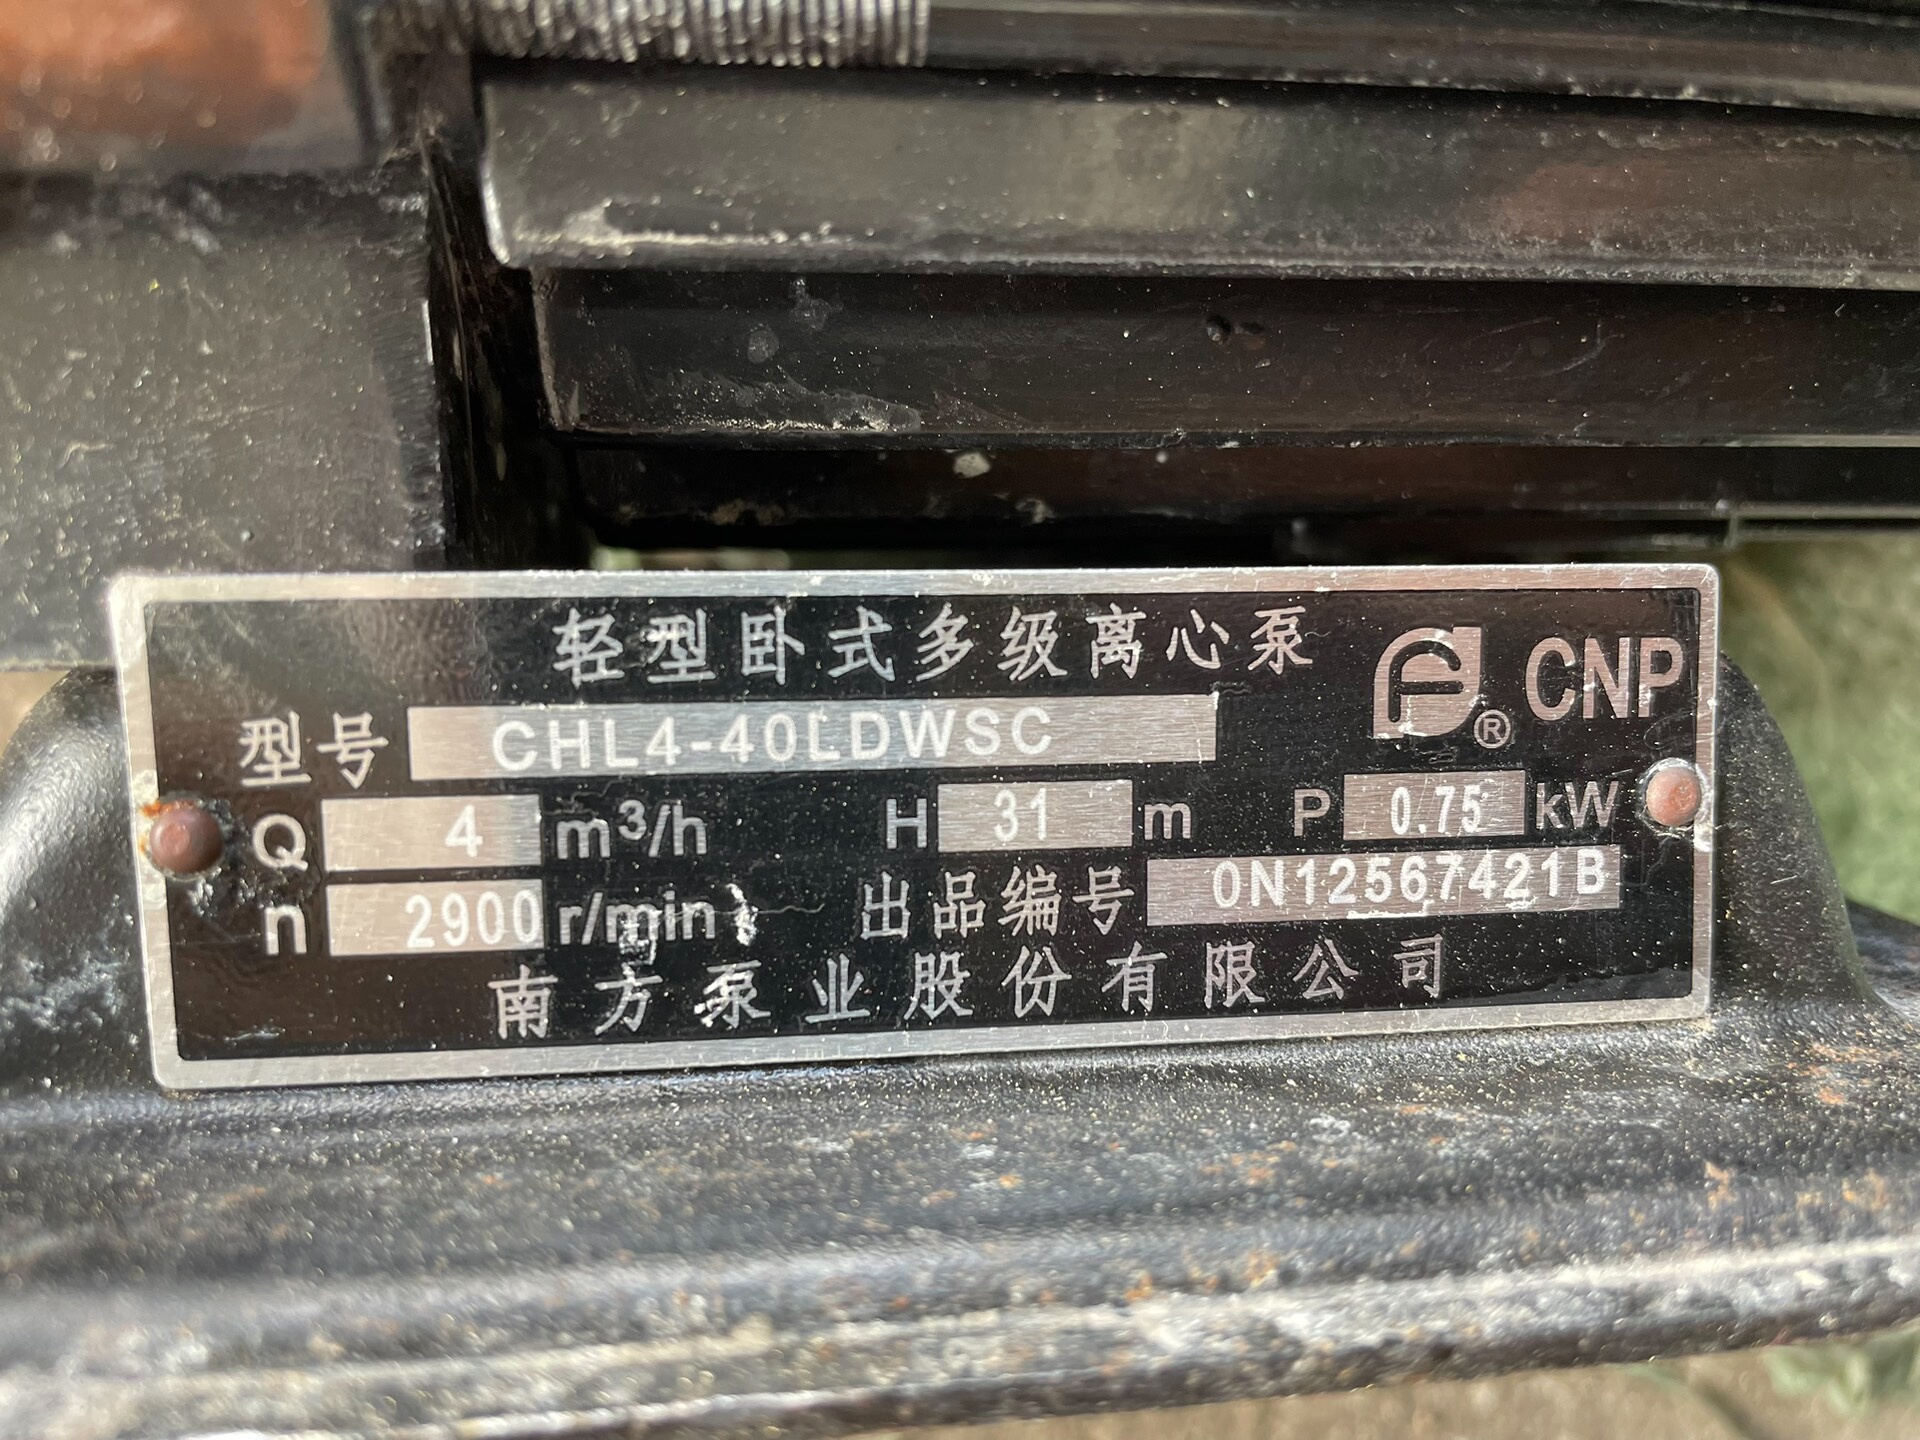 轻型卧式多级离心泵 ® CNP
型号 CHL4-40LDWSC
Q 4 m³/h H 31 m P 0.75 kW
n 2900 r/min 出品编号 0N12567421B
南方泵业股份有限公司